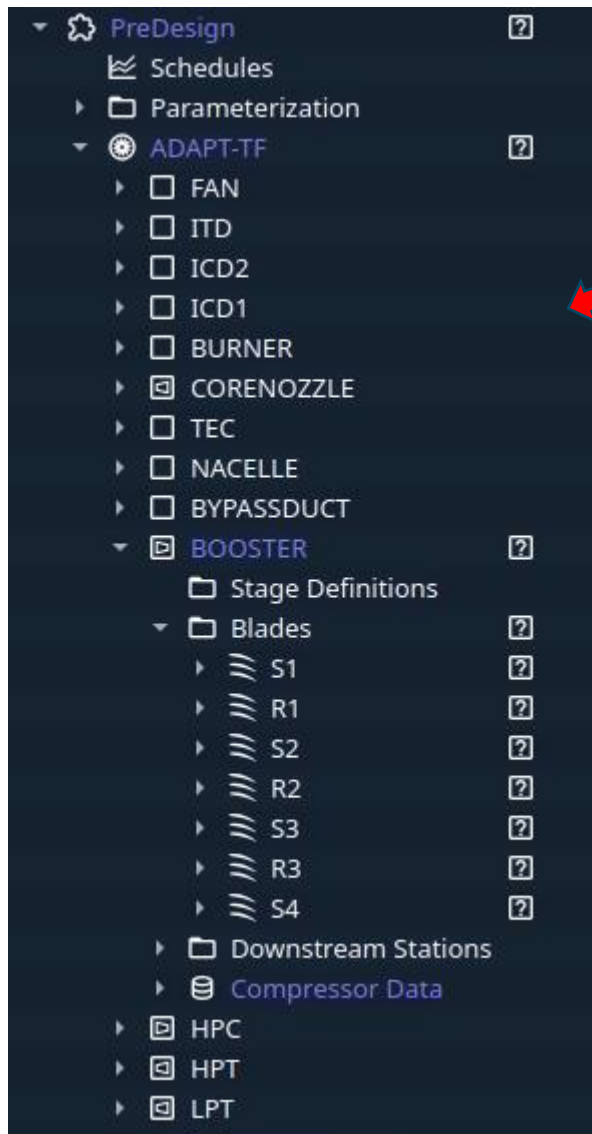 PreDesign
Schedules
Parameterization
ADAPT-TF
FAN
ITD
ICD2
ICD1
BURNER
CORENOZZLE
TEC
NACELLE
BYPASSDUCT
BOOSTER
Stage Definitions
Blades
S1
R1
S2
R2
S3
R3
S4
Downstream Stations
Compressor Data
HPC
HPT
LPT